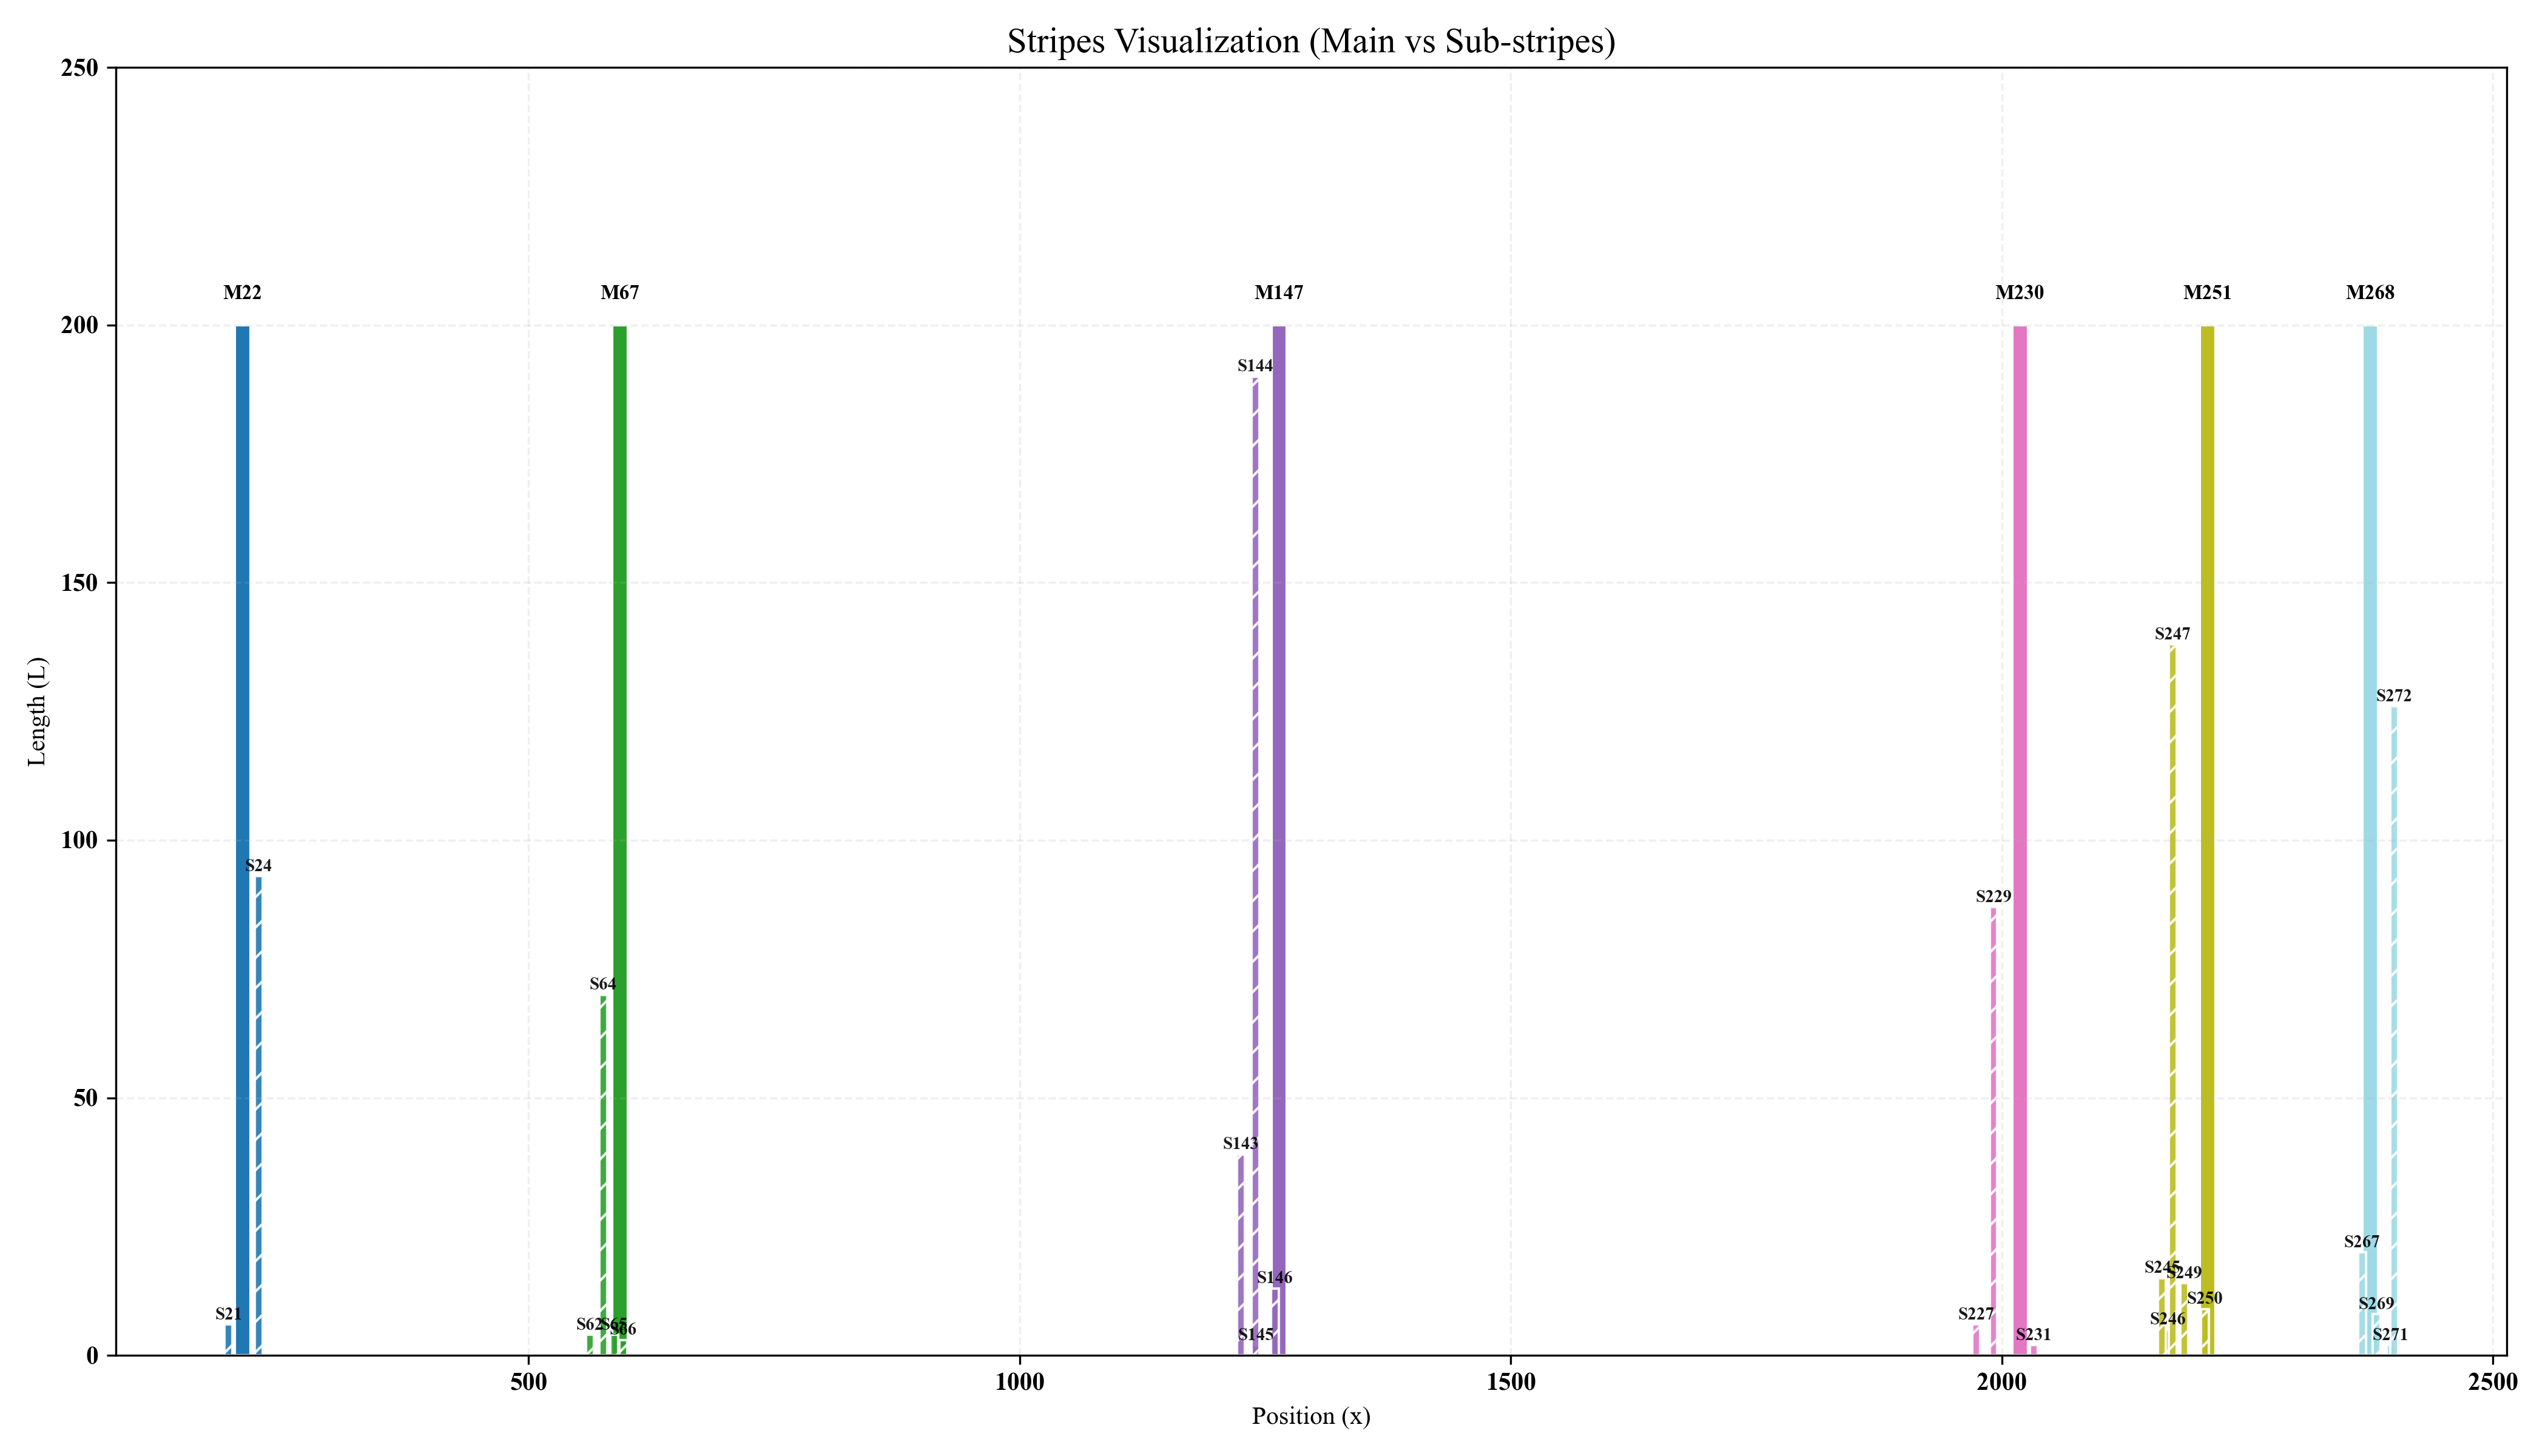 Stripes Visualization (Main vs Sub-stripes)
250
200
150
100
50
0
Length (L)
M22
M67
M147
M230
M251
M268
S144
S247
S272
S24
S229
S64
S143
S267
S245
S249
S146
S250
S269
S21
S227
S246
S62
S65
S66
S145
S231
S271
500
1000
1500
2000
2500
Position (x)